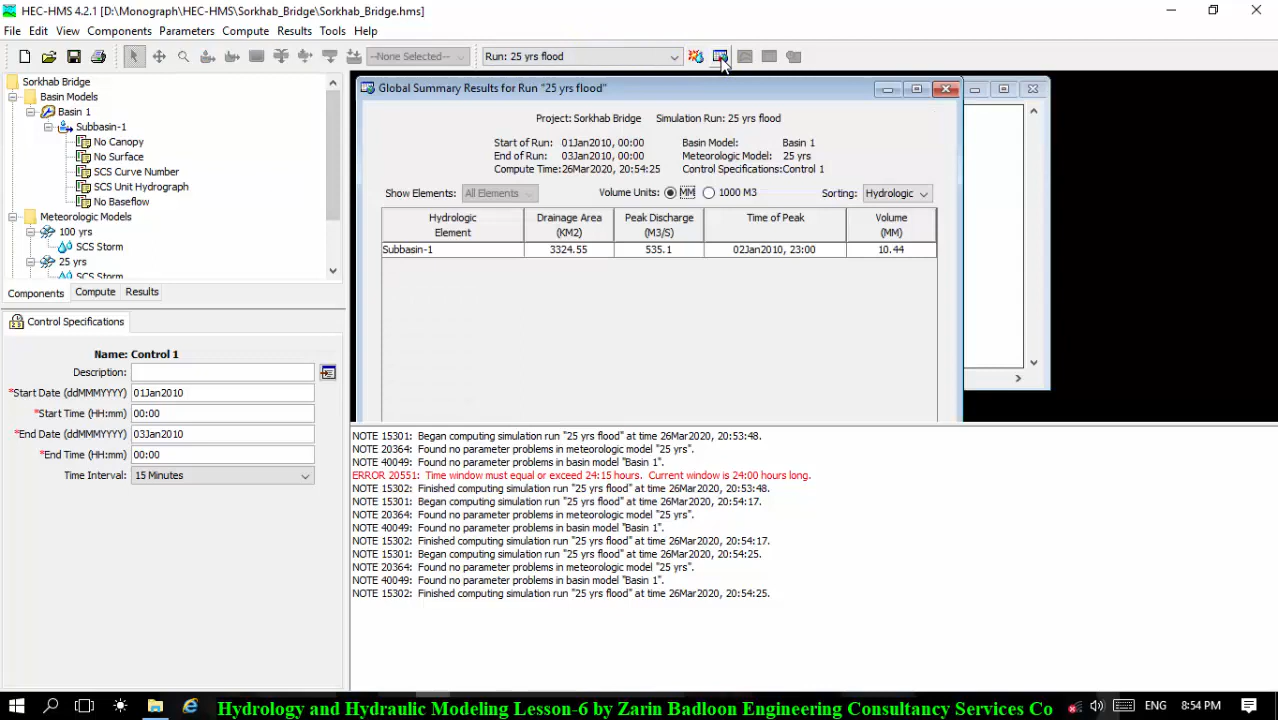 HEC-HMS 4.2.1 [D:\Monograph\HEC-HMS\Sorkhab_Bridge\Sorkhab_Bridge.hms]
File Edit View Components Parameters Compute Results Tools Help
--None Selected-- Run: 25 yrs flood
Sorkhab Bridge
Basin Models
Basin 1
Subbasin-1
No Canopy
No Surface
SCS Curve Number
SCS Unit Hydrograph
No Baseflow
Meteorologic Models
100 yrs
SCS Storm
25 yrs
SCS Storm
Components Compute Results
Control Specifications
Name: Control 1
Description:
*Start Date (ddMMMYYYY) 01Jan2010
*Start Time (HH:mm) 00:00
*End Date (ddMMMYYYY) 03Jan2010
*End Time (HH:mm) 00:00
Time Interval: 15 Minutes
Global Summary Results for Run "25 yrs flood"
Project: Sorkhab Bridge Simulation Run: 25 yrs flood
Start of Run: 01Jan2010, 00:00 Basin Model: Basin 1
End of Run: 03Jan2010, 00:00 Meteorologic Model: 25 yrs
Compute Time:26Mar2020, 20:54:25 Control Specifications:Control 1
Show Elements: All Elements Volume Units: MM 1000 M3 Sorting: Hydrologic
Hydrologic Element Drainage Area (KM2) Peak Discharge (M3/S) Time of Peak Volume (MM)
Subbasin-1 3324.55 535.1 02Jan2010, 23:00 10.44
NOTE 15301: Began computing simulation run "25 yrs flood" at time 26Mar2020, 20:53:48.
NOTE 20364: Found no parameter problems in meteorologic model "25 yrs".
NOTE 40049: Found no parameter problems in basin model "Basin 1".
ERROR 20551: Time window must equal or exceed 24:15 hours. Current window is 24:00 hours long.
NOTE 15302: Finished computing simulation run "25 yrs flood" at time 26Mar2020, 20:53:48.
NOTE 15301: Began computing simulation run "25 yrs flood" at time 26Mar2020, 20:54:17.
NOTE 20364: Found no parameter problems in meteorologic model "25 yrs".
NOTE 40049: Found no parameter problems in basin model "Basin 1".
NOTE 15302: Finished computing simulation run "25 yrs flood" at time 26Mar2020, 20:54:17.
NOTE 15301: Began computing simulation run "25 yrs flood" at time 26Mar2020, 20:54:25.
NOTE 20364: Found no parameter problems in meteorologic model "25 yrs".
NOTE 40049: Found no parameter problems in basin model "Basin 1".
NOTE 15302: Finished computing simulation run "25 yrs flood" at time 26Mar2020, 20:54:25.
Hydrology and Hydraulic Modeling Lesson-6 by Zarin Badloon Engineering Consultancy Services Co
ENG 8:54 PM